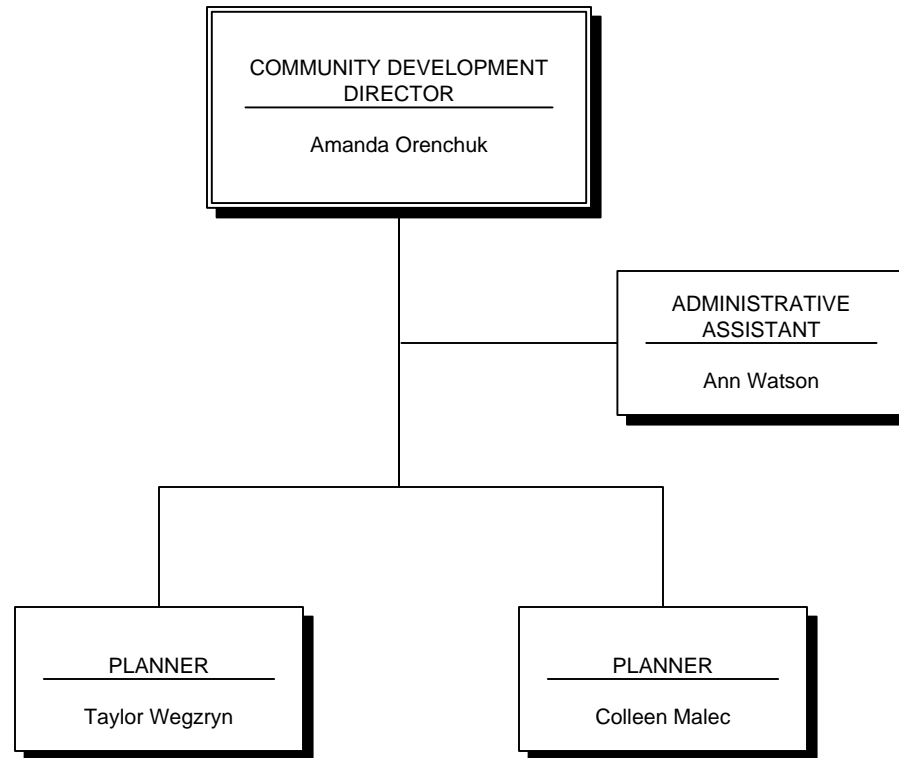 COMMUNITY DEVELOPMENT
DIRECTOR
Amanda Orenchuk
ADMINISTRATIVE
ASSISTANT
Ann Watson
PLANNER
Taylor Wegzryn
PLANNER
Colleen Malec